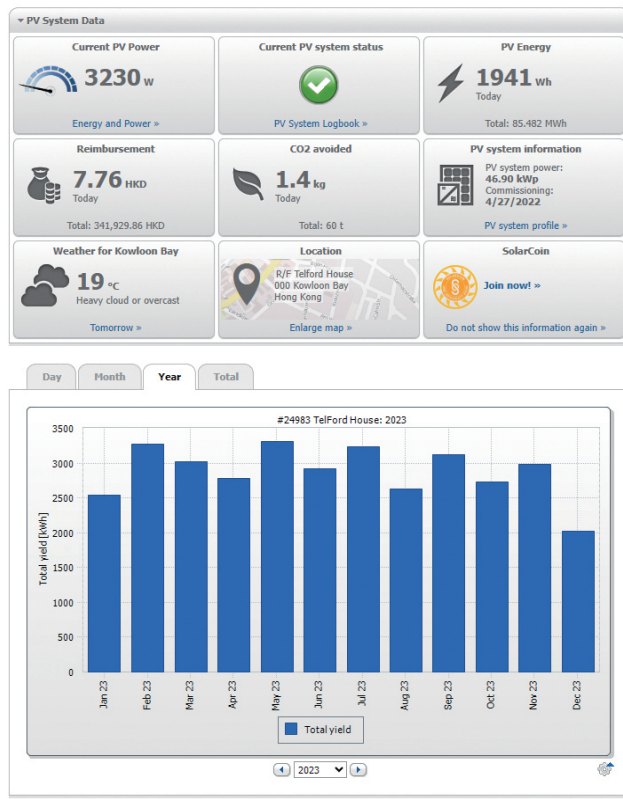 PV System Data
Current PV Power
3230 W
Energy and Power »
Current PV system status
PV System Logbook »
PV Energy
1941 Wh
Today
Total: 85.482 MWh
Reimbursement
7.76 HKD
Today
Total: 341,929.86 HKD
CO2 avoided
1.4 kg
Today
Total: 60 t
PV system information
PV system power:
46.90 kWp
Commissioning:
4/27/2022
PV system profile »
Weather for Kowloon Bay
19 °C
Heavy cloud or overcast
Tomorrow »
Location
R/F Telford House
000 Kowloon Bay
Hong Kong
Enlarge map »
SolarCoin
Join now! »
Do not show this information again »
Day
Month
Year
Total
#24983 TelFord House: 2023
Total yield [kWh]
3500
3000
2500
2000
1500
1000
500
0
Jan 23
Feb 23
Mar 23
Apr 23
May 23
Jun 23
Jul 23
Aug 23
Sep 23
Oct 23
Nov 23
Dec 23
Total yield
2023